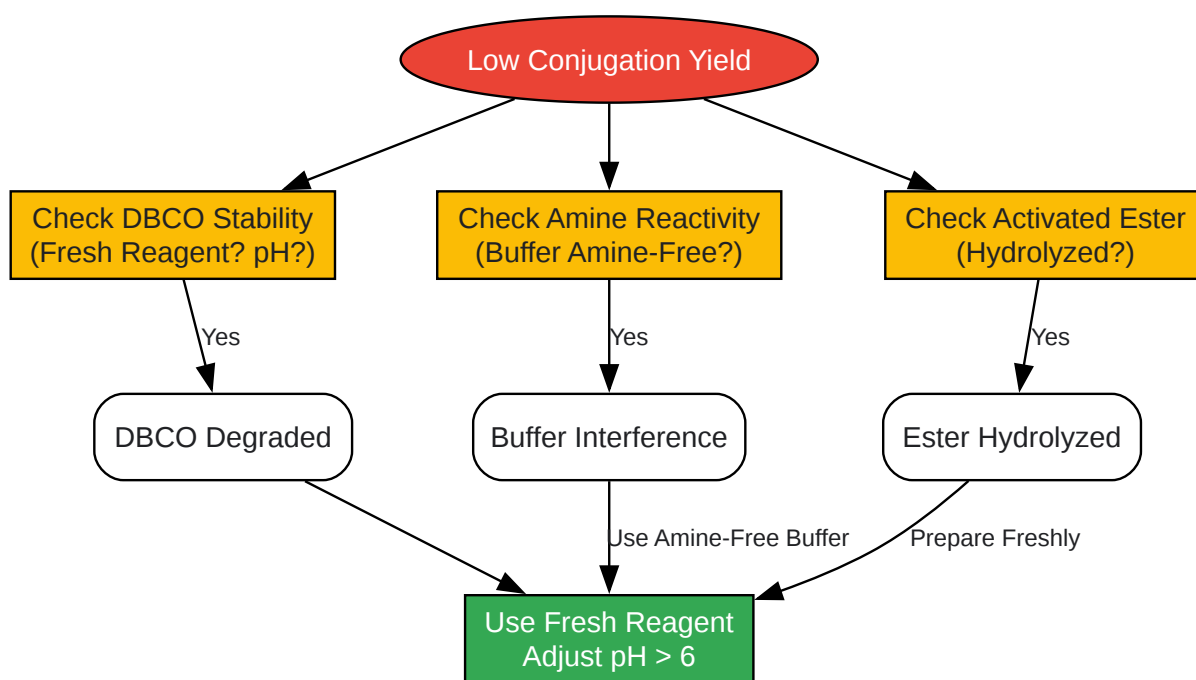 Low Conjugation Yield
Check DBCO Stability
(Fresh Reagent? pH?)
Check Amine Reactivity
(Buffer Amine-Free?)
Check Activated Ester
(Hydrolyzed?)
Yes
Yes
Yes
DBCO Degraded
Buffer Interference
Ester Hydrolyzed
Use Amine-Free Buffer
Prepare Freshly
Use Fresh Reagent
Adjust pH > 6